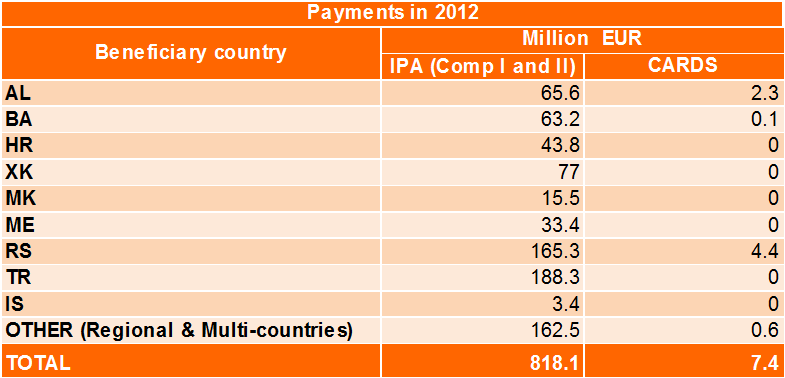 Payments in 2012
Beneficiary country Million EUR
IPA (Comp I and II) CARDS
AL 65.6 2.3
BA 63.2 0.1
HR 43.8 0
XK 77 0
MK 15.5 0
ME 33.4 0
RS 165.3 4.4
TR 188.3 0
IS 3.4 0
OTHER (Regional & Multi-countries) 162.5 0.6
TOTAL 818.1 7.4